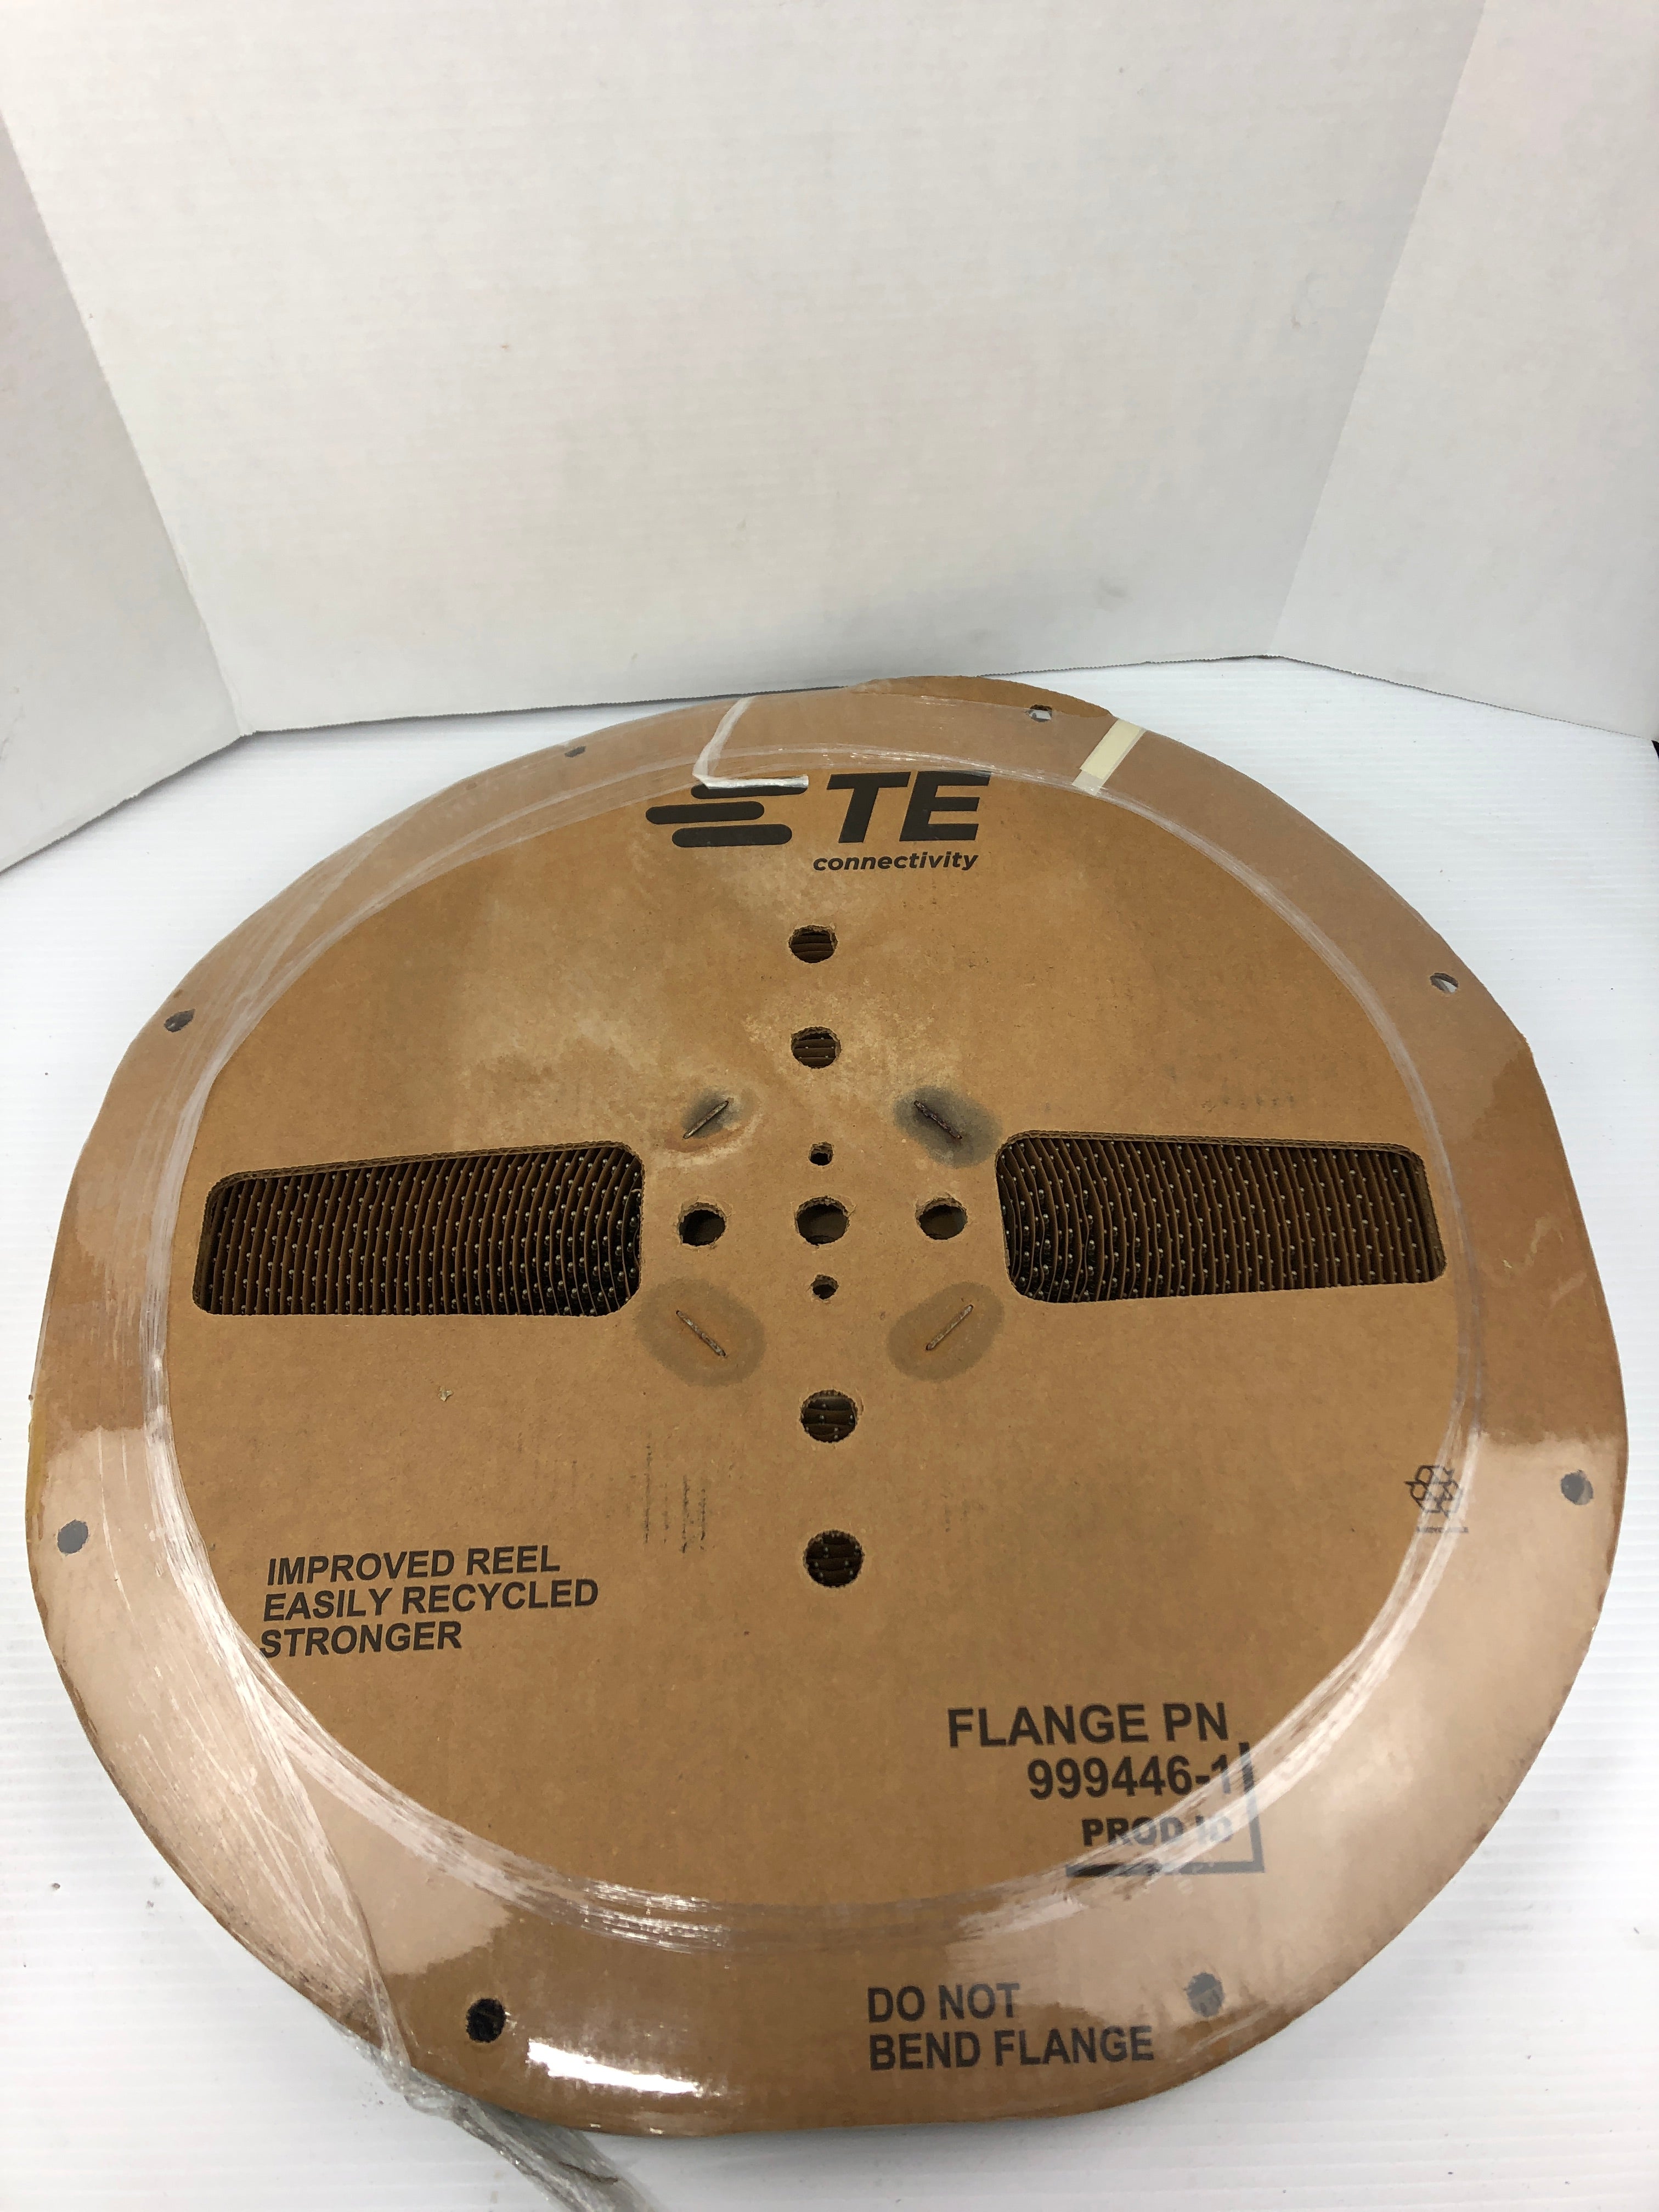 TE
connectivity
IMPROVED REEL
EASILY RECYCLED
STRONGER
FLANGE PN
999446-1
PROD ID
DO NOT
BEND FLANGE